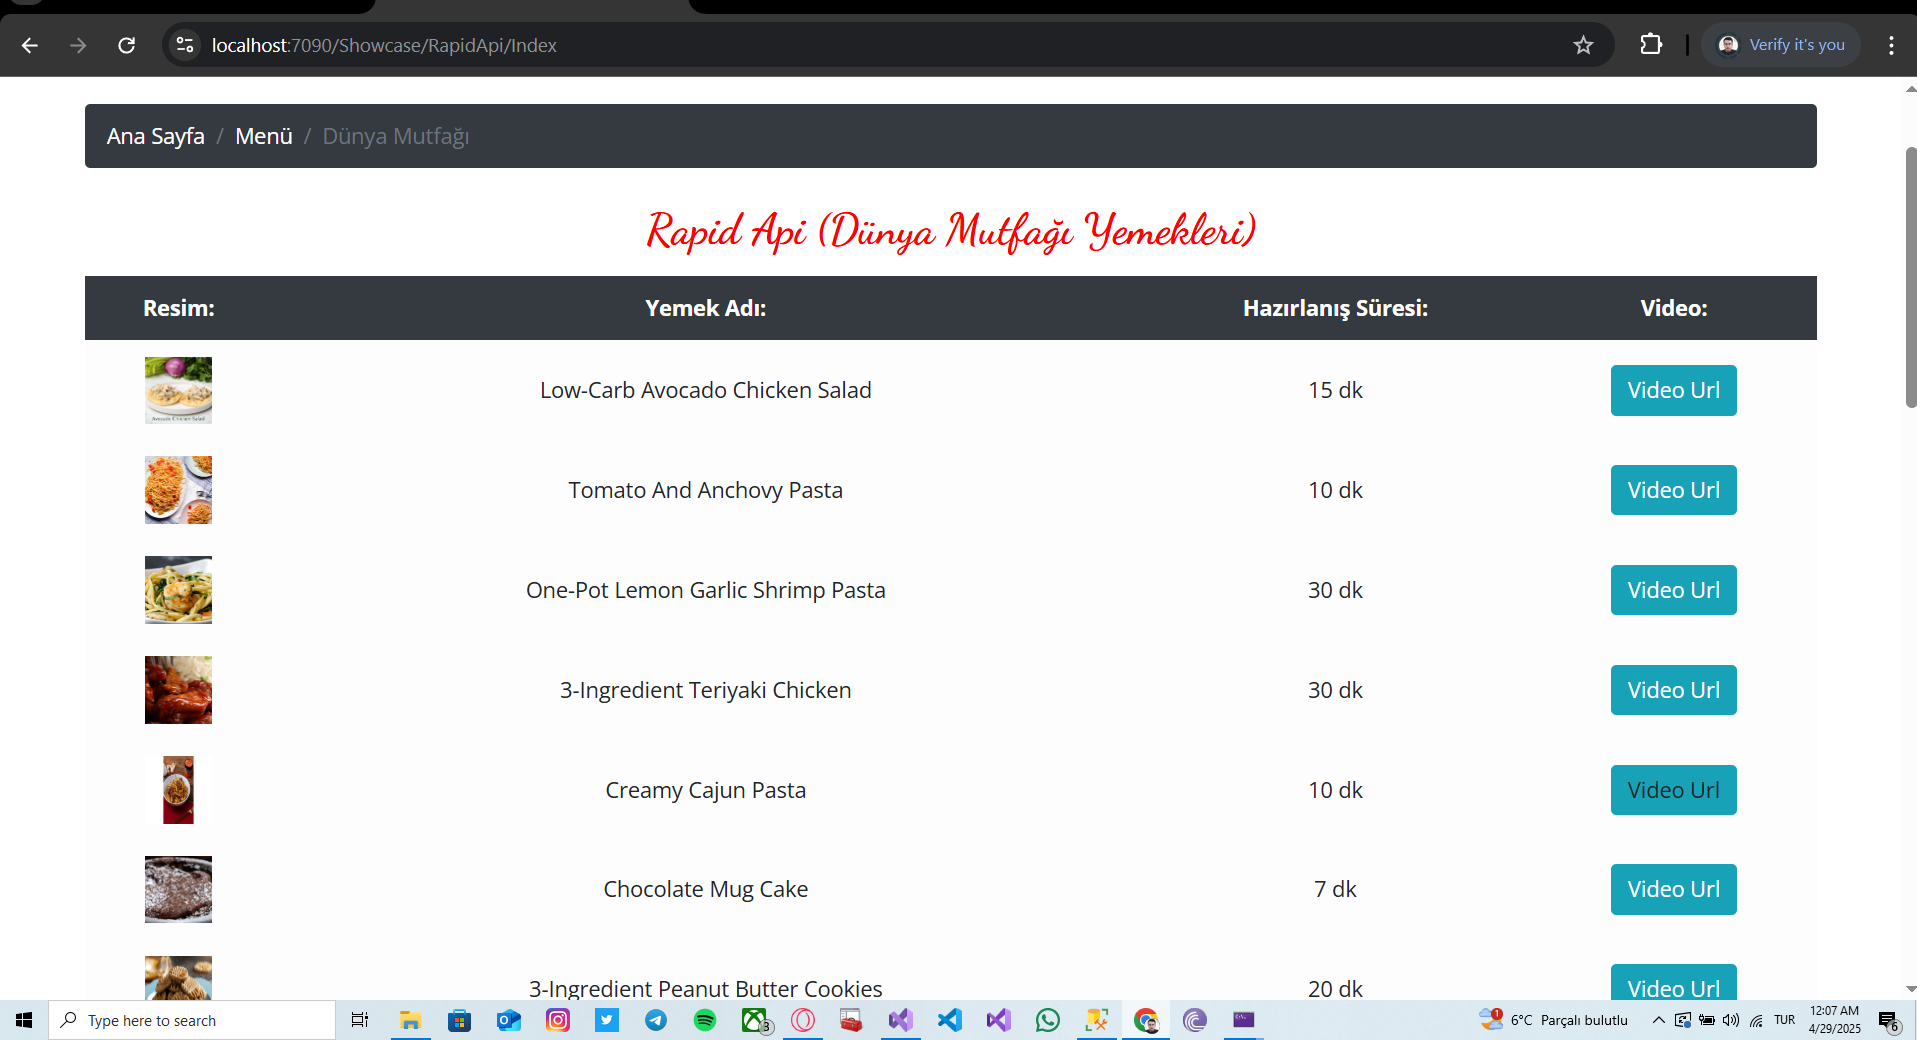 localhost:7090/Showcase/RapidApi/Index
Verify it's you
Ana Sayfa / Menü / Dünya Mutfağı
Rapid Api (Dünya Mutfağı Yemekleri)
Resim: Yemek Adı: Hazırlanış Süresi: Video:
Avocado Chicken Salad
Low-Carb Avocado Chicken Salad 15 dk Video Url
Tomato And Anchovy Pasta 10 dk Video Url
One-Pot Lemon Garlic Shrimp Pasta 30 dk Video Url
3-Ingredient Teriyaki Chicken 30 dk Video Url
Creamy Cajun Pasta 10 dk Video Url
Chocolate Mug Cake 7 dk Video Url
3-Ingredient Peanut Butter Cookies 20 dk Video Url
Type here to search
3
1
6°C Parçalı bulutlu
TUR
12:07 AM
4/29/2025
6